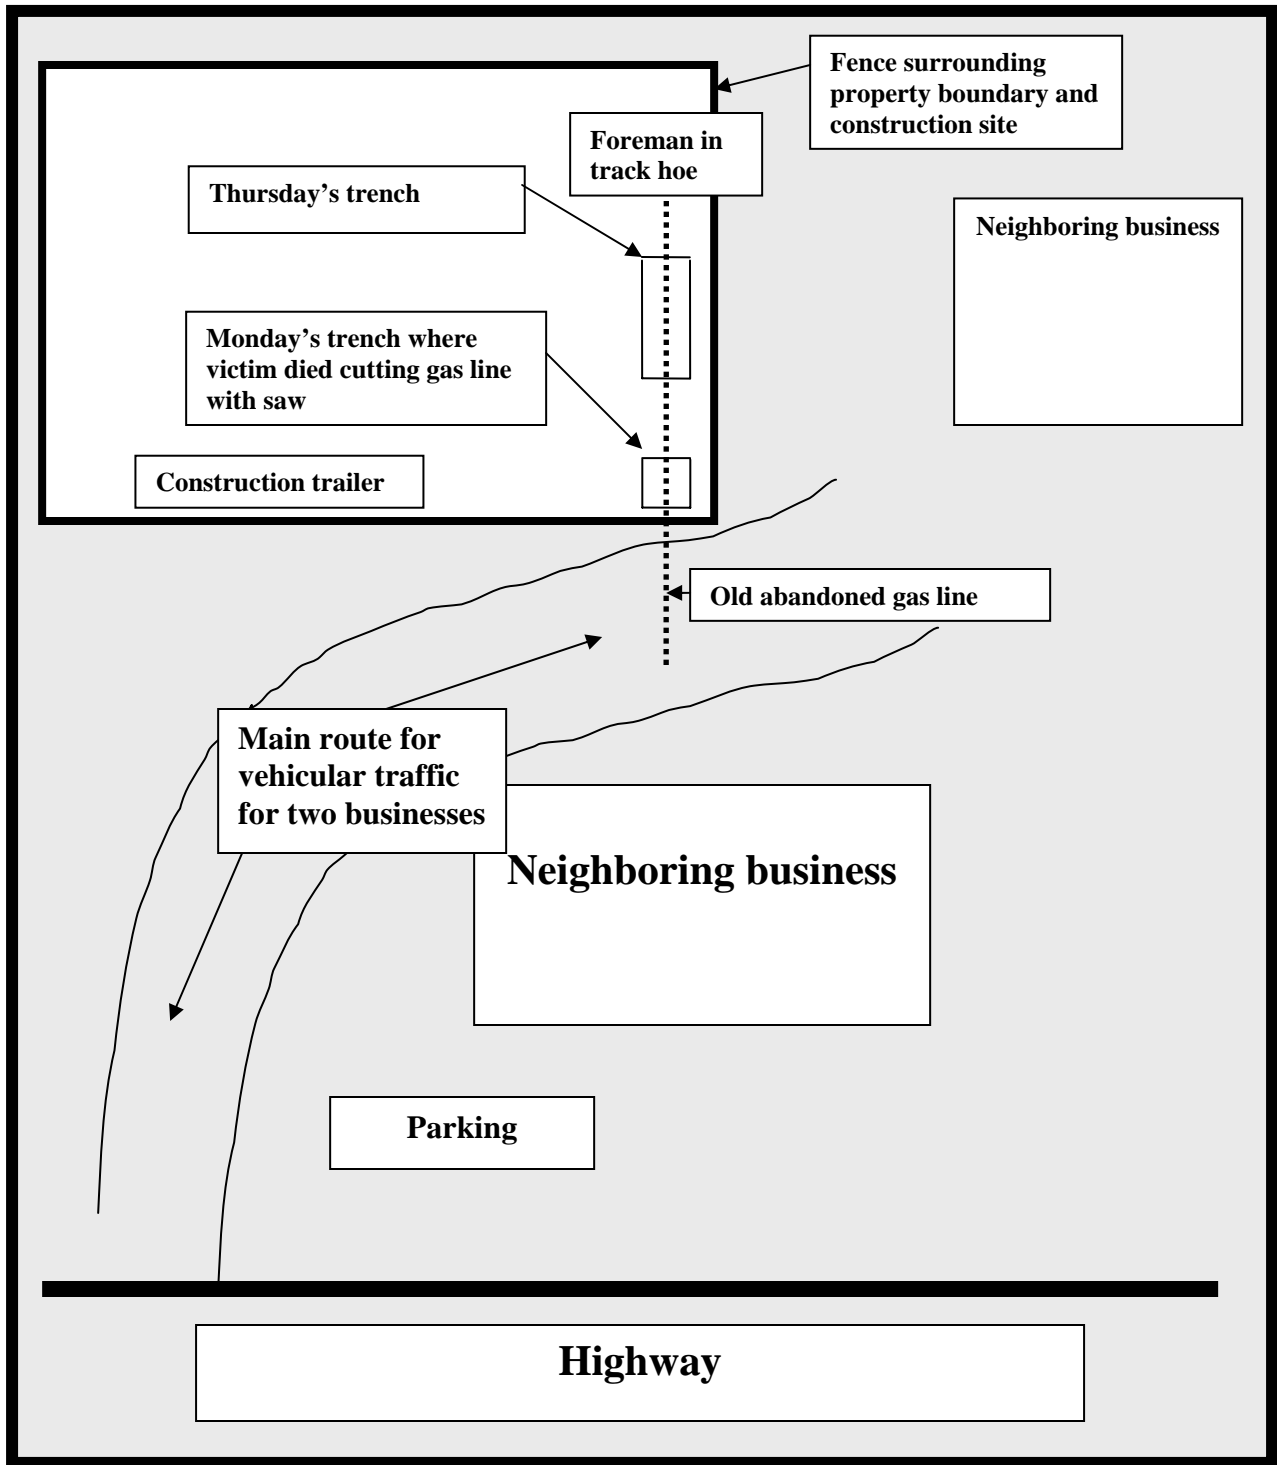 Fence surrounding
property boundary and
construction site
Foreman in
track hoe
Thursday’s trench
Neighboring business
Monday’s trench where
victim died cutting gas line
with saw
Construction trailer
Old abandoned gas line
Main route for
vehicular traffic
for two businesses
Neighboring business
Parking
Highway